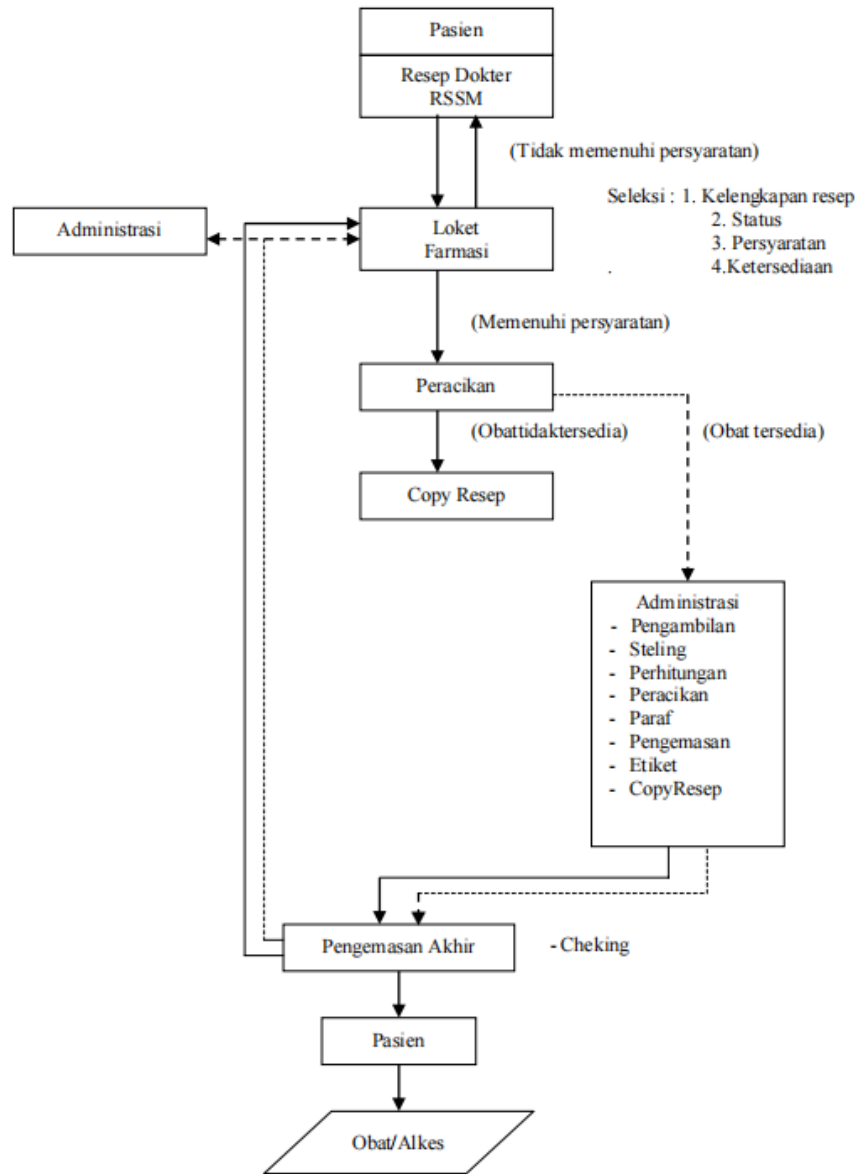 Pasien
Resep Dokter
RSSM
(Tidak memenuhi persyaratan)
Seleksi : 1. Kelengkapan resep
2. Status
3. Persyaratan
4.Ketersediaan
Administrasi
Loket
Farmasi
.
(Memenuhi persyaratan)
Peracikan
(Obattidaktersedia)
(Obat tersedia)
Copy Resep
Administrasi
- Pengambilan
- Steling
- Perhitungan
- Peracikan
- Paraf
- Pengemasan
- Etiket
- CopyResep
Pengemasan Akhir
- Cheking
Pasien
Obat/Alkes